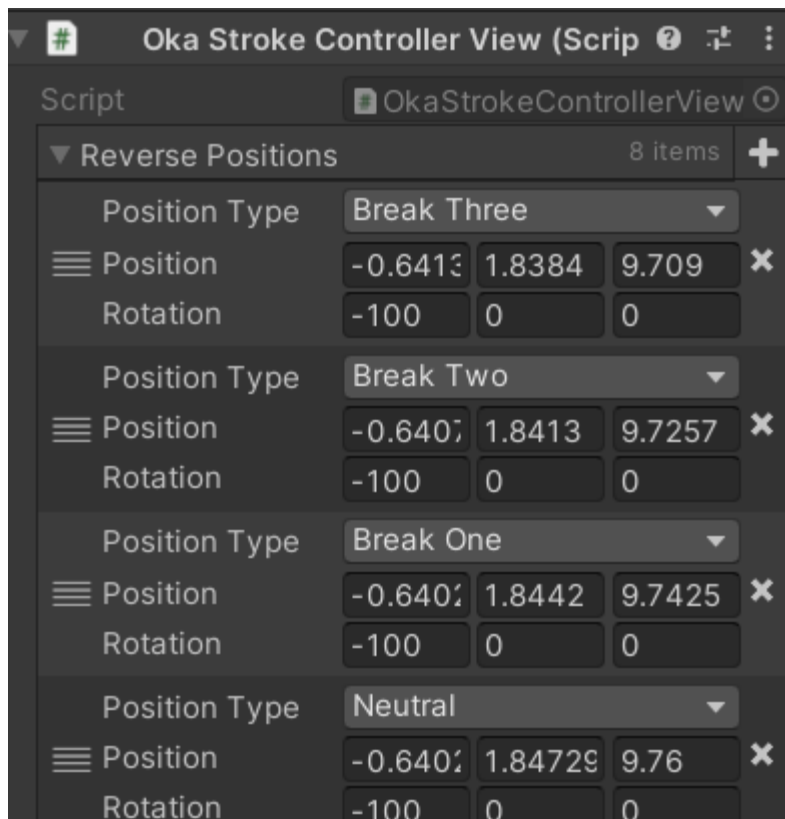 Oka Stroke Controller View (Scrip
Script OkaStrokeControllerView
Reverse Positions 8 items
Position Type Break Three
Position -0.6413 1.8384 9.709
Rotation -100 0 0
Position Type Break Two
Position -0.6407 1.8413 9.7257
Rotation -100 0 0
Position Type Break One
Position -0.6402 1.8442 9.7425
Rotation -100 0 0
Position Type Neutral
Position -0.6402 1.84729 9.76
Rotation -100 0 0